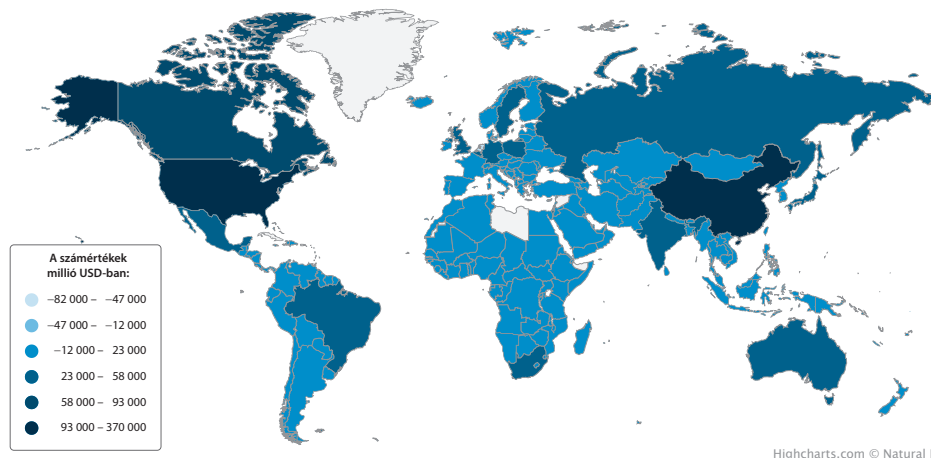 A számértékek
millió USD-ban:
−82 000 – −47 000
−47 000 – −12 000
−12 000 – 23 000
23 000 – 58 000
58 000 – 93 000
93 000 – 370 000
Highcharts.com © Natural